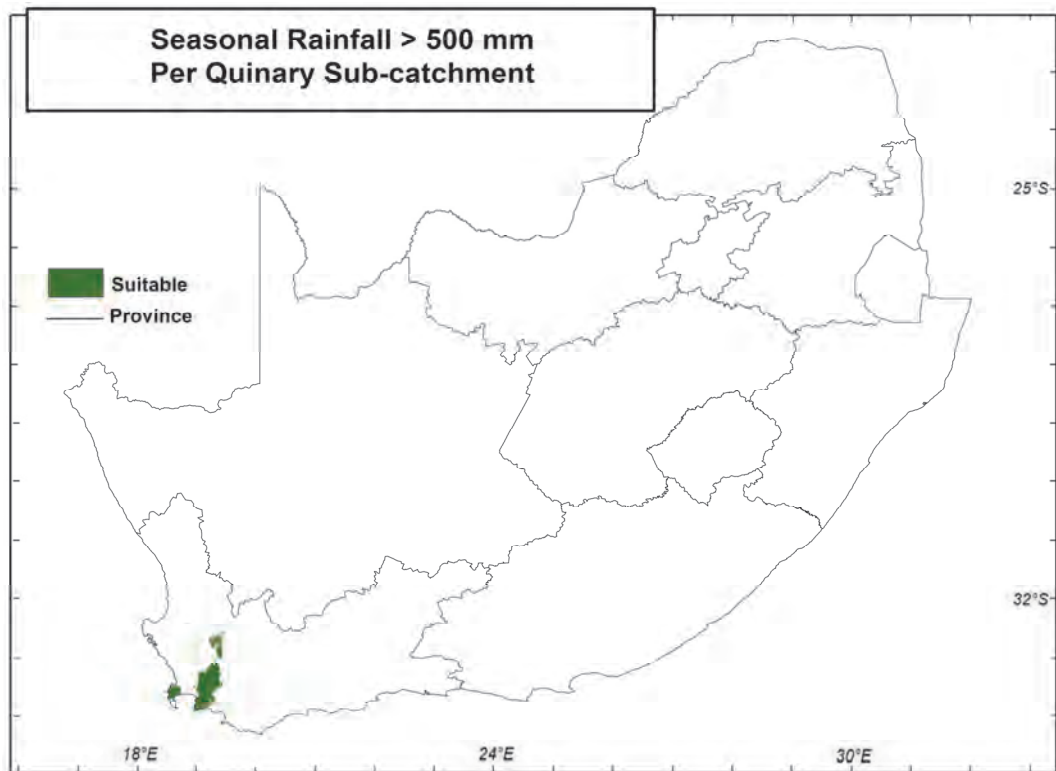 Seasonal Rainfall > 500 mm
Per Quinary Sub-catchment
25°S
Suitable
Province
32°S
18°E
24°E
30°E